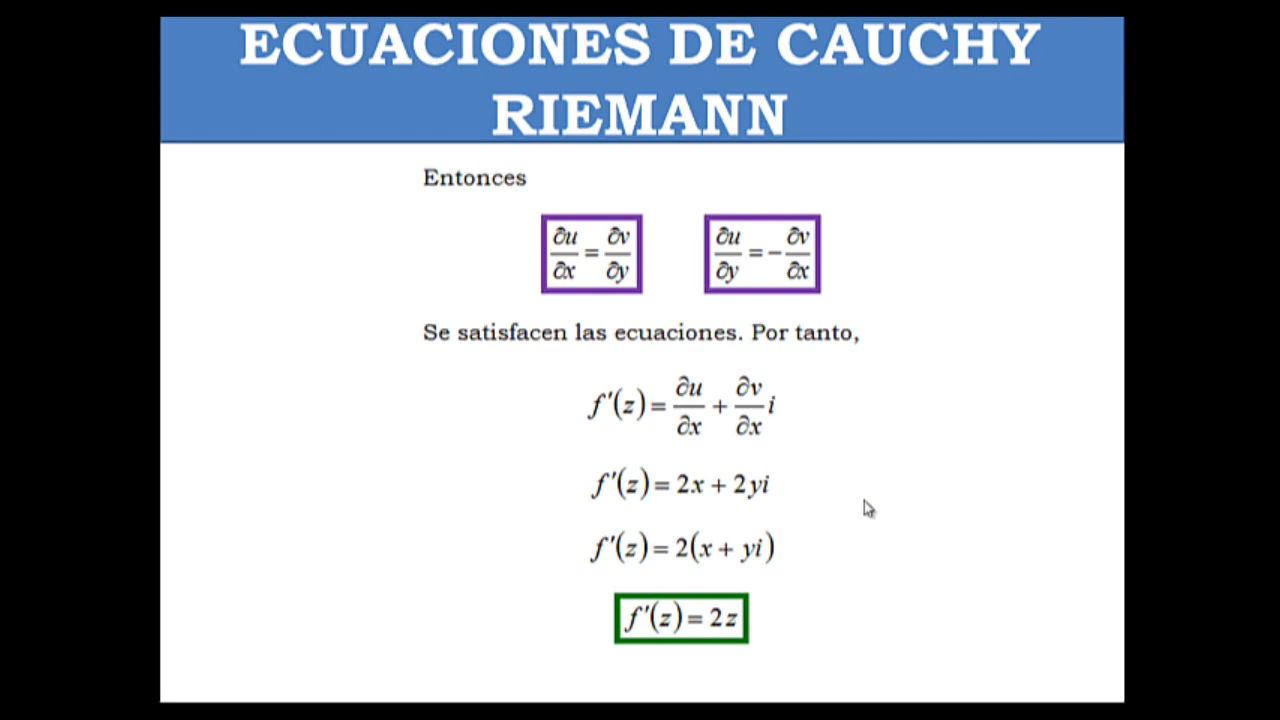 ECUACIONES DE CAUCHY
RIEMANN
Entonces
∂u/∂x = ∂v/∂y   ∂u/∂y = −∂v/∂x
Se satisfacen las ecuaciones. Por tanto,
f'(z) = ∂u/∂x + ∂v/∂x i
f'(z) = 2x + 2yi
f'(z) = 2(x + yi)
f'(z) = 2z